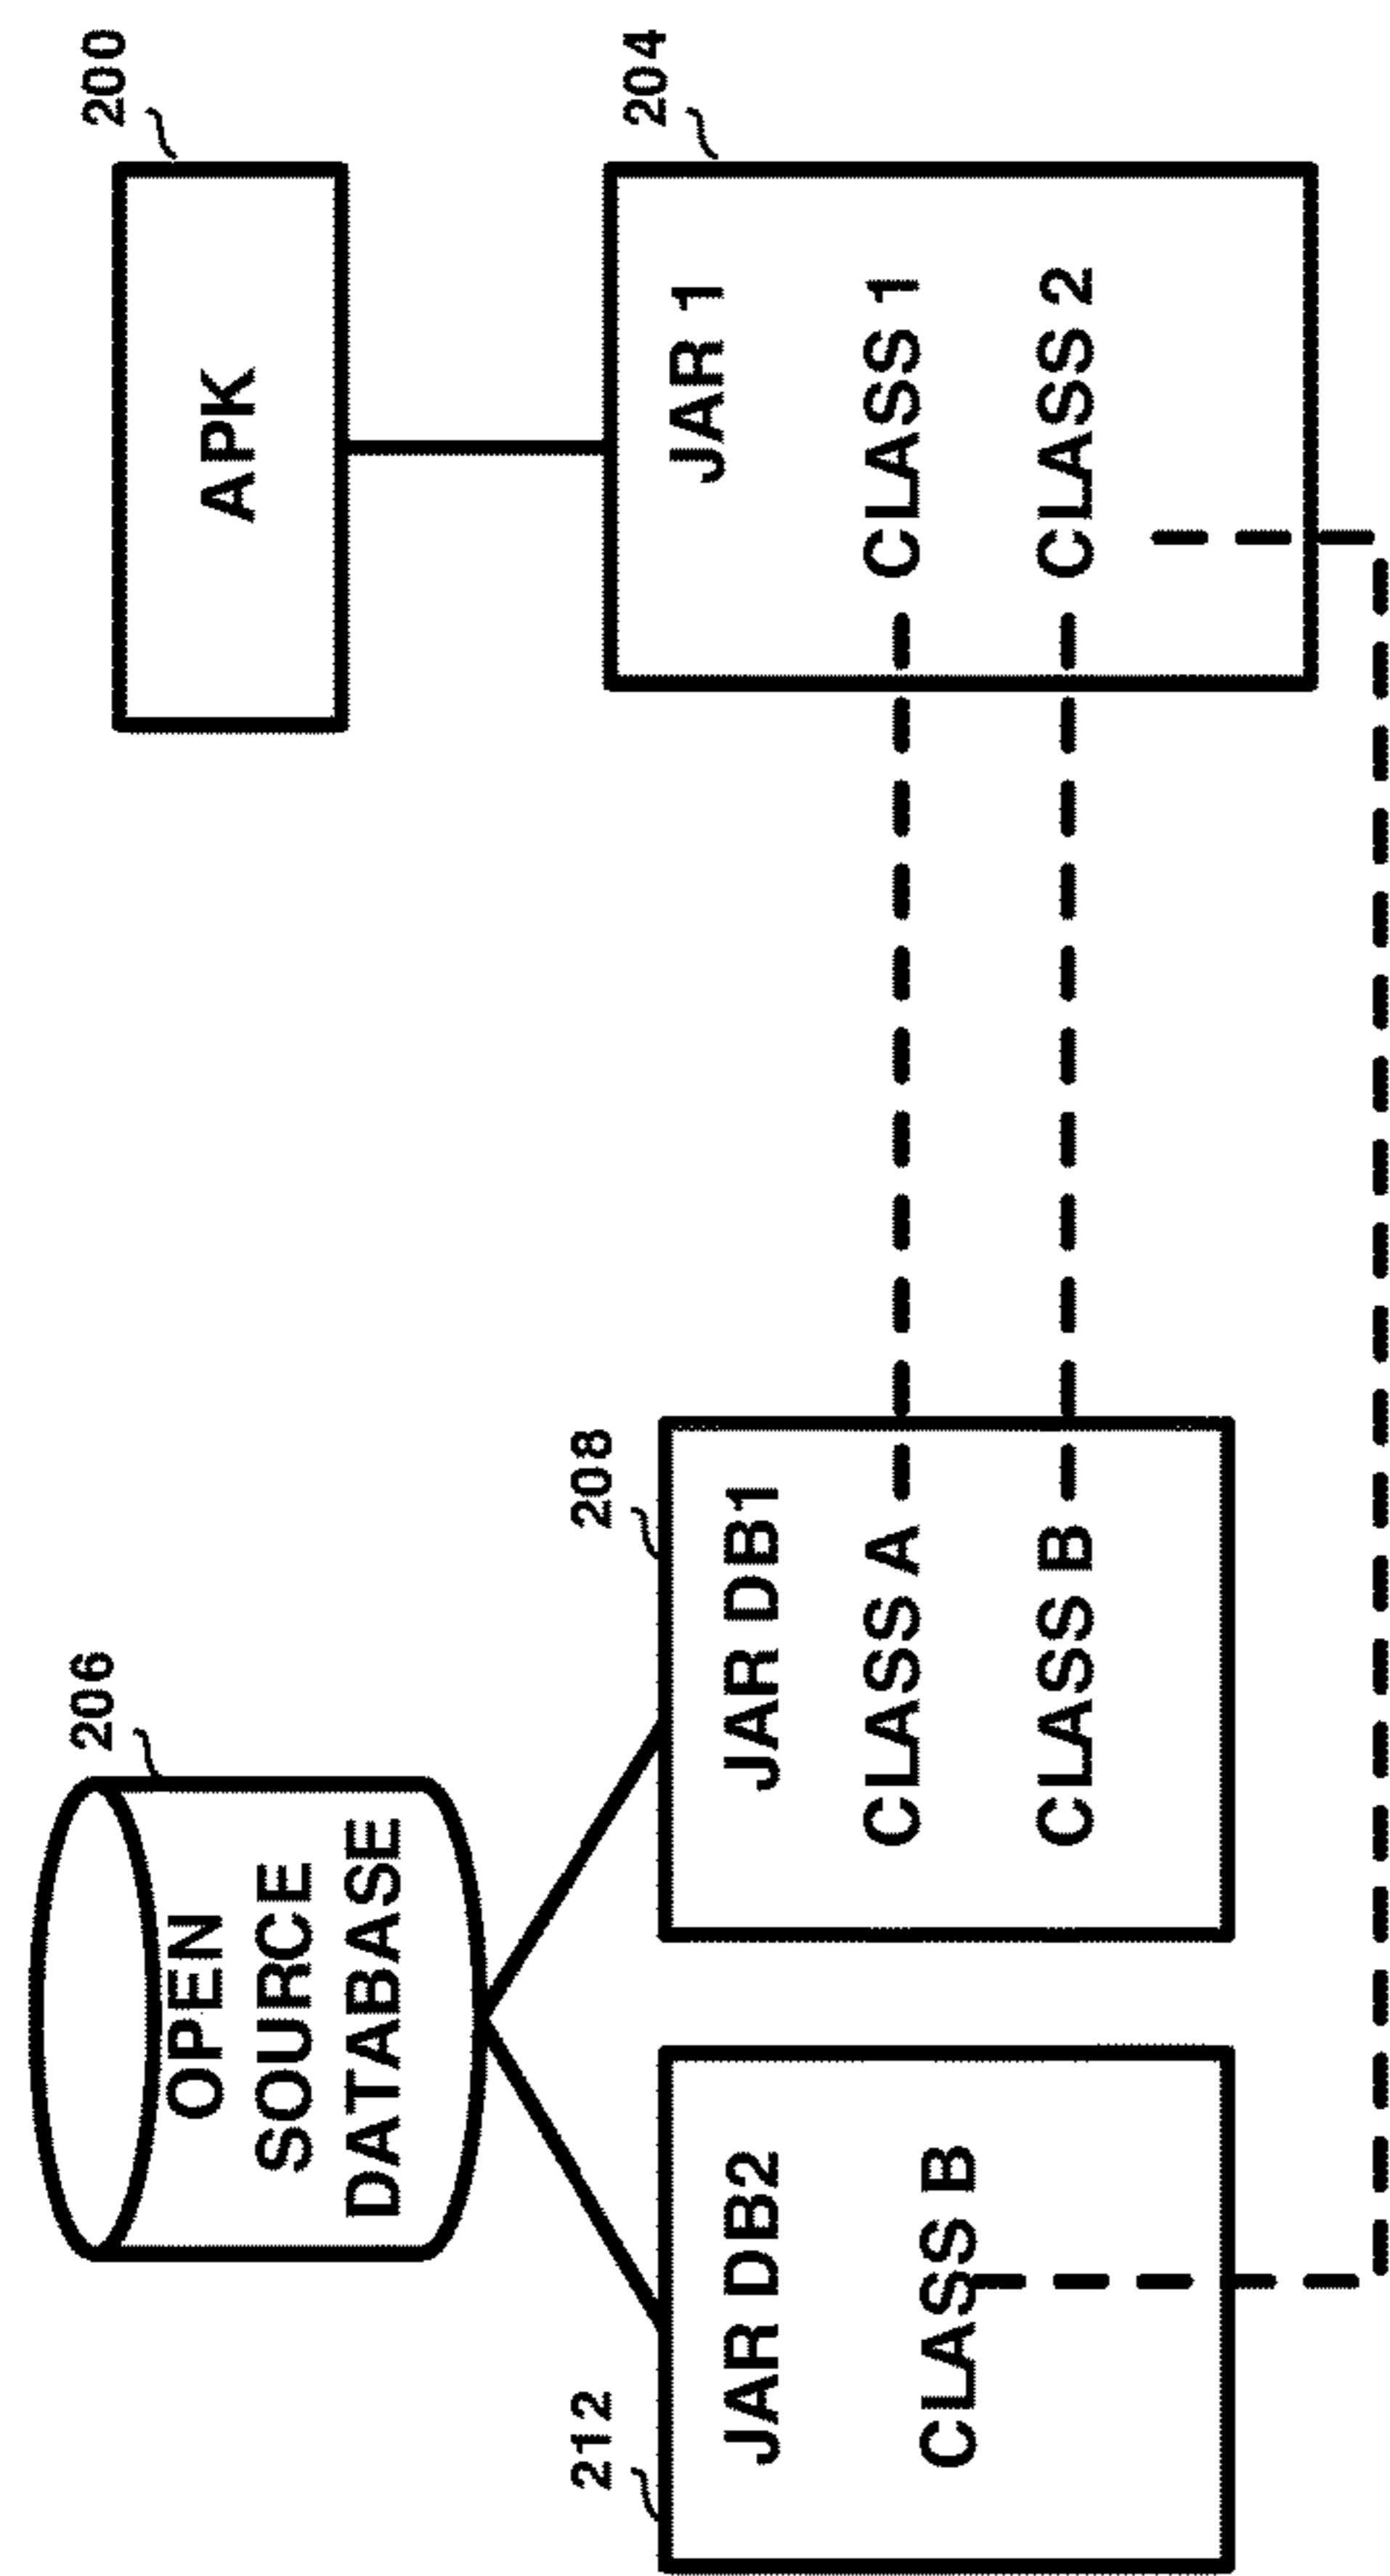 206
OPEN
SOURCE
DATABASE
212
JAR DB2
CLASS B
208
JAR DB1
CLASS A
CLASS B
200
APK
204
JAR 1
CLASS 1
CLASS 2